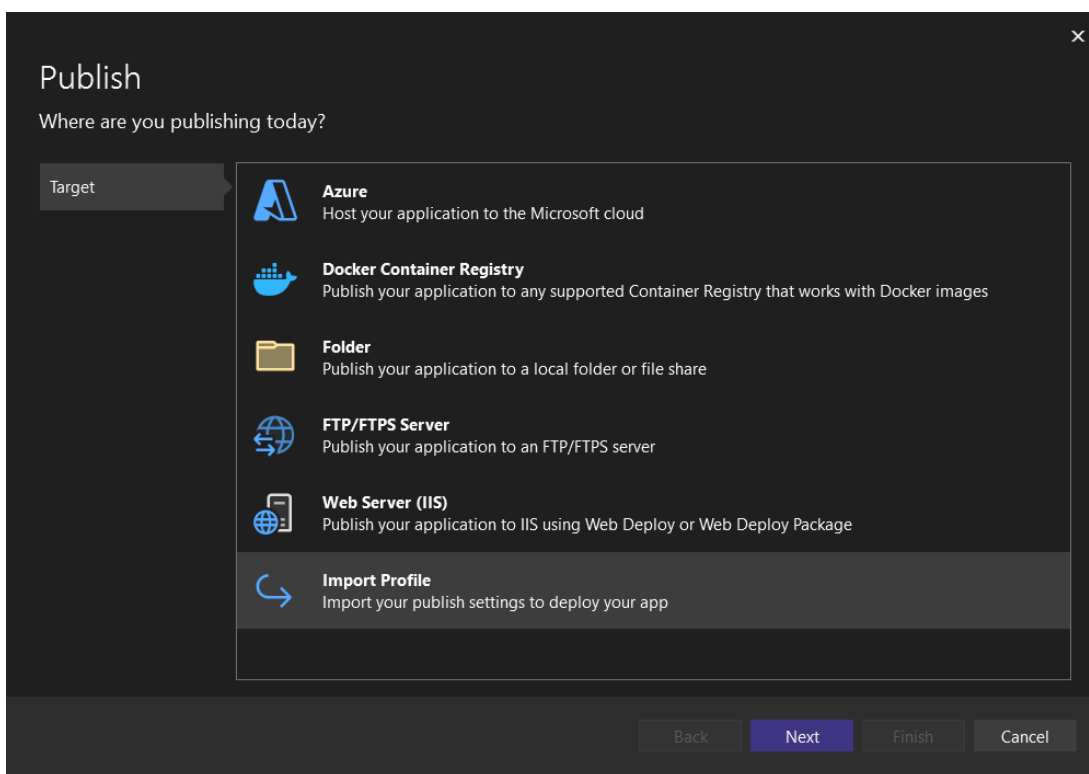 Publish
Where are you publishing today?
Target
Azure
Host your application to the Microsoft cloud
Docker Container Registry
Publish your application to any supported Container Registry that works with Docker images
Folder
Publish your application to a local folder or file share
FTP/FTPS Server
Publish your application to an FTP/FTPS server
Web Server (IIS)
Publish your application to IIS using Web Deploy or Web Deploy Package
Import Profile
Import your publish settings to deploy your app
Back Next Finish Cancel